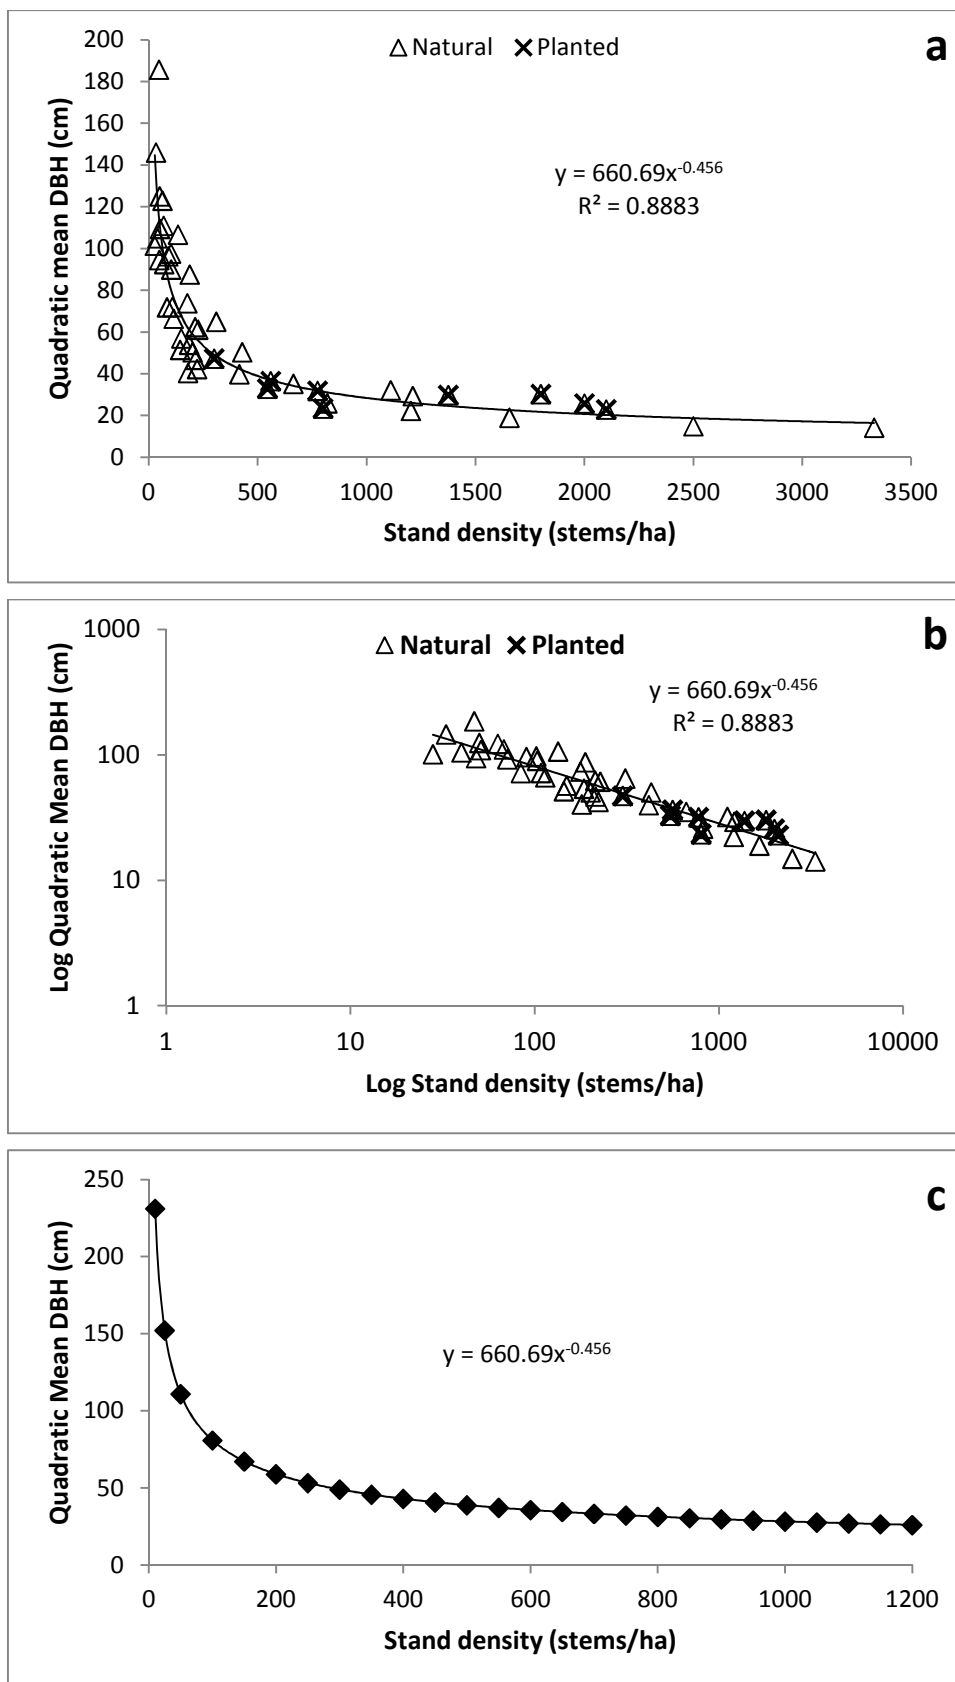 a
△ Natural × Planted
200
180
160
140
120
100
80
60
40
20
0
Quadratic mean DBH (cm)
y = 660.69x^-0.456
R² = 0.8883
0 500 1000 1500 2000 2500 3000 3500
Stand density (stems/ha)
b
△ Natural × Planted
1000
100
10
1
Log Quadratic Mean DBH (cm)
y = 660.69x^-0.456
R² = 0.8883
1 10 100 1000 10000
Log Stand density (stems/ha)
c
250
200
150
100
50
0
Quadratic Mean DBH (cm)
y = 660.69x^-0.456
0 200 400 600 800 1000 1200
Stand density (stems/ha)